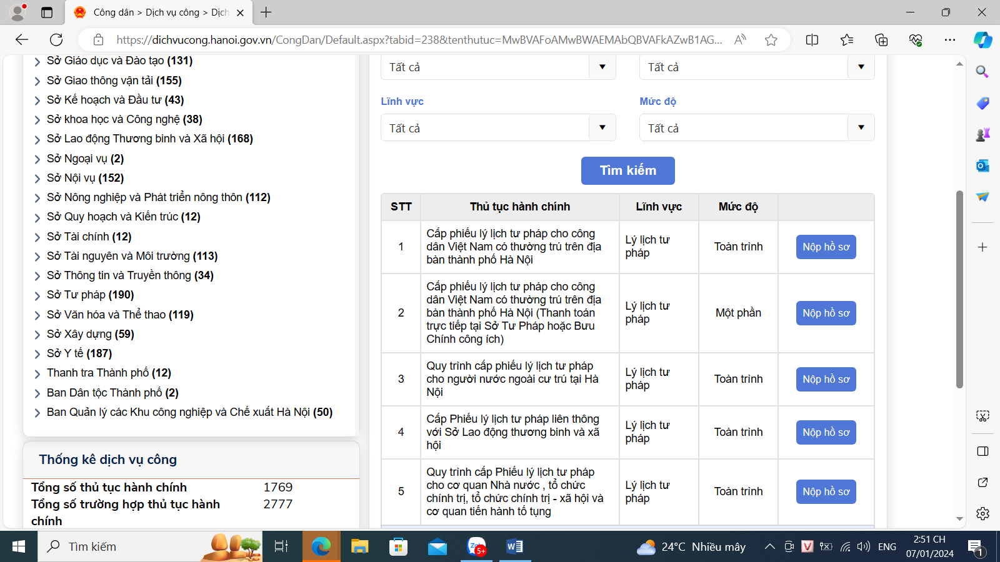 Công dân > Dịch vụ công > Dịch
https://dichvucong.hanoi.gov.vn/CongDan/Default.aspx?tabid=238&tenthutuc=MwBVAFoAMwBWAEMAbQBVAFkAZwB1AG...
Sở Giáo dục và Đào tạo (131)
Sở Giao thông vận tải (155)
Sở Kế hoạch và Đầu tư (43)
Sở khoa học và Công nghệ (38)
Sở Lao động Thương binh và Xã hội (168)
Sở Ngoại vụ (2)
Sở Nội vụ (152)
Sở Nông nghiệp và Phát triển nông thôn (112)
Sở Quy hoạch và Kiến trúc (12)
Sở Tài chính (12)
Sở Tài nguyên và Môi trường (113)
Sở Thông tin và Truyền thông (34)
Sở Tư pháp (190)
Sở Văn hóa và Thể thao (119)
Sở Xây dựng (59)
Sở Y tế (187)
Thanh tra Thành phố (12)
Ban Dân tộc Thành phố (2)
Ban Quản lý các Khu công nghiệp và Chế xuất Hà Nội (50)
Thống kê dịch vụ công
Tổng số thủ tục hành chính 1769
Tổng số trường hợp thủ tục hành 2777
chính
Tất cả Tất cả
Lĩnh vực Mức độ
Tất cả Tất cả
Tìm kiếm
STT Thủ tục hành chính Lĩnh vực Mức độ
1
Cấp phiếu lý lịch tư pháp cho công
dân Việt Nam có thường trú trên địa
bàn thành phố Hà Nội
Lý lịch tư
pháp
Toàn trình
Nộp hồ sơ
2
Cấp phiếu lý lịch tư pháp cho công
dân Việt Nam có thường trú trên địa
bàn thành phố Hà Nội (Thanh toán
trực tiếp tại Sở Tư Pháp hoặc Bưu
Chính công ích)
Lý lịch tư
pháp
Một phần
Nộp hồ sơ
3
Quy trình cấp phiếu lý lịch tư pháp
cho người nước ngoài cư trú tại Hà
Nội
Lý lịch tư
pháp
Toàn trình
Nộp hồ sơ
4
Cấp Phiếu lý lịch tư pháp liên thông
với Sở Lao động thương binh và xã
hội
Lý lịch tư
pháp
Toàn trình
Nộp hồ sơ
5
Quy trình cấp Phiếu lý lịch tư pháp
cho cơ quan Nhà nước , tổ chức
chính trị, tổ chức chính trị - xã hội và
cơ quan tiến hành tố tụng
Lý lịch tư
pháp
Toàn trình
Nộp hồ sơ
Tìm kiếm
5+
24°C Nhiều mây
ENG
2:51 CH
07/01/2024
1